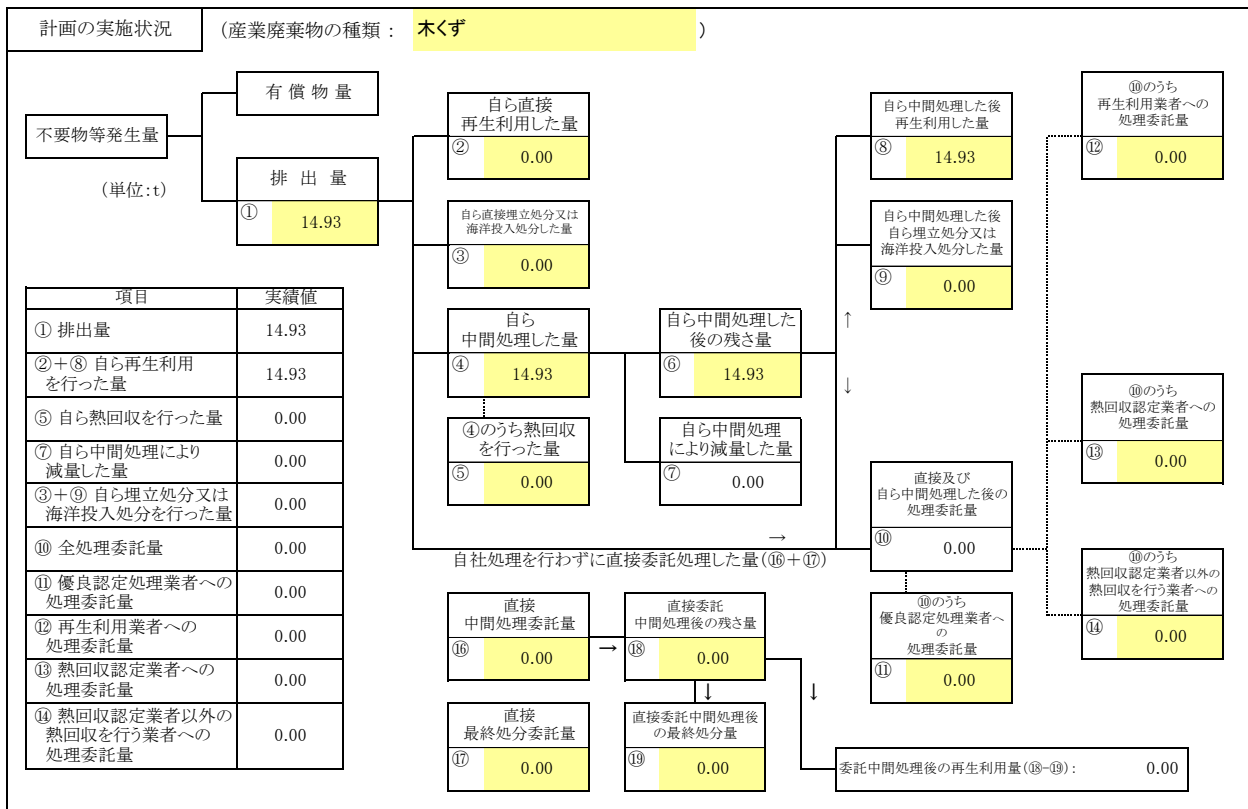 計画の実施状況
(産業廃棄物の種類： 木くず )
有 償 物 量
不要物等発生量
(単位:t)
排 出 量
①
14.93
自ら直接
再生利用した量
②
0.00
自ら直接埋立処分又は
海洋投入処分した量
③
0.00
自ら
中間処理した量
④
14.93
④のうち熱回収
を行った量
⑤
0.00
自ら中間処理した
後の残さ量
⑥
14.93
自ら中間処理
により減量した量
⑦
0.00
自ら中間処理した後
再生利用した量
⑧
14.93
自ら中間処理した後
自ら埋立処分又は
海洋投入処分した量
⑨
0.00
↑
↓
直接及び
自ら中間処理した後の
処理委託量
⑩
0.00
⑩のうち
再生利用業者への
処理委託量
⑫
0.00
⑩のうち
熱回収認定業者への
処理委託量
⑬
0.00
⑩のうち
熱回収認定業者以外の
熱回収を行う業者への
処理委託量
⑭
0.00
→
自社処理を行わずに直接委託処理した量(⑯+⑰)
直接
中間処理委託量
⑯
0.00
→
直接委託
中間処理後の残さ量
⑱
0.00
↓
↓
⑩のうち
優良認定処理業者へ
の
処理委託量
⑪
0.00
直接
最終処分委託量
⑰
0.00
直接委託中間処理後
の最終処分量
⑲
0.00
委託中間処理後の再生利用量(⑱-⑲)： 0.00
項目 実績値
① 排出量 14.93
②+⑧ 自ら再生利用
を行った量 14.93
⑤ 自ら熱回収を行った量 0.00
⑦ 自ら中間処理により
減量した量 0.00
③+⑨ 自ら埋立処分又は
海洋投入処分を行った量 0.00
⑩ 全処理委託量 0.00
⑪ 優良認定処理業者への
処理委託量 0.00
⑫ 再生利用業者への
処理委託量 0.00
⑬ 熱回収認定業者への
処理委託量 0.00
⑭ 熱回収認定業者以外の
熱回収を行う業者への
処理委託量 0.00